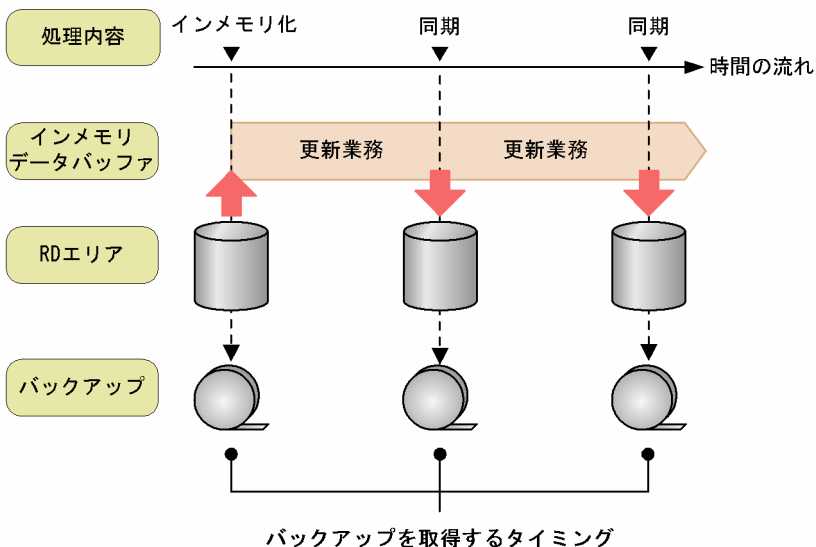 処理内容
インメモリ化
同期
同期
時間の流れ
インメモリ
データバッファ
更新業務
更新業務
RDエリア
バックアップ
バックアップを取得するタイミング